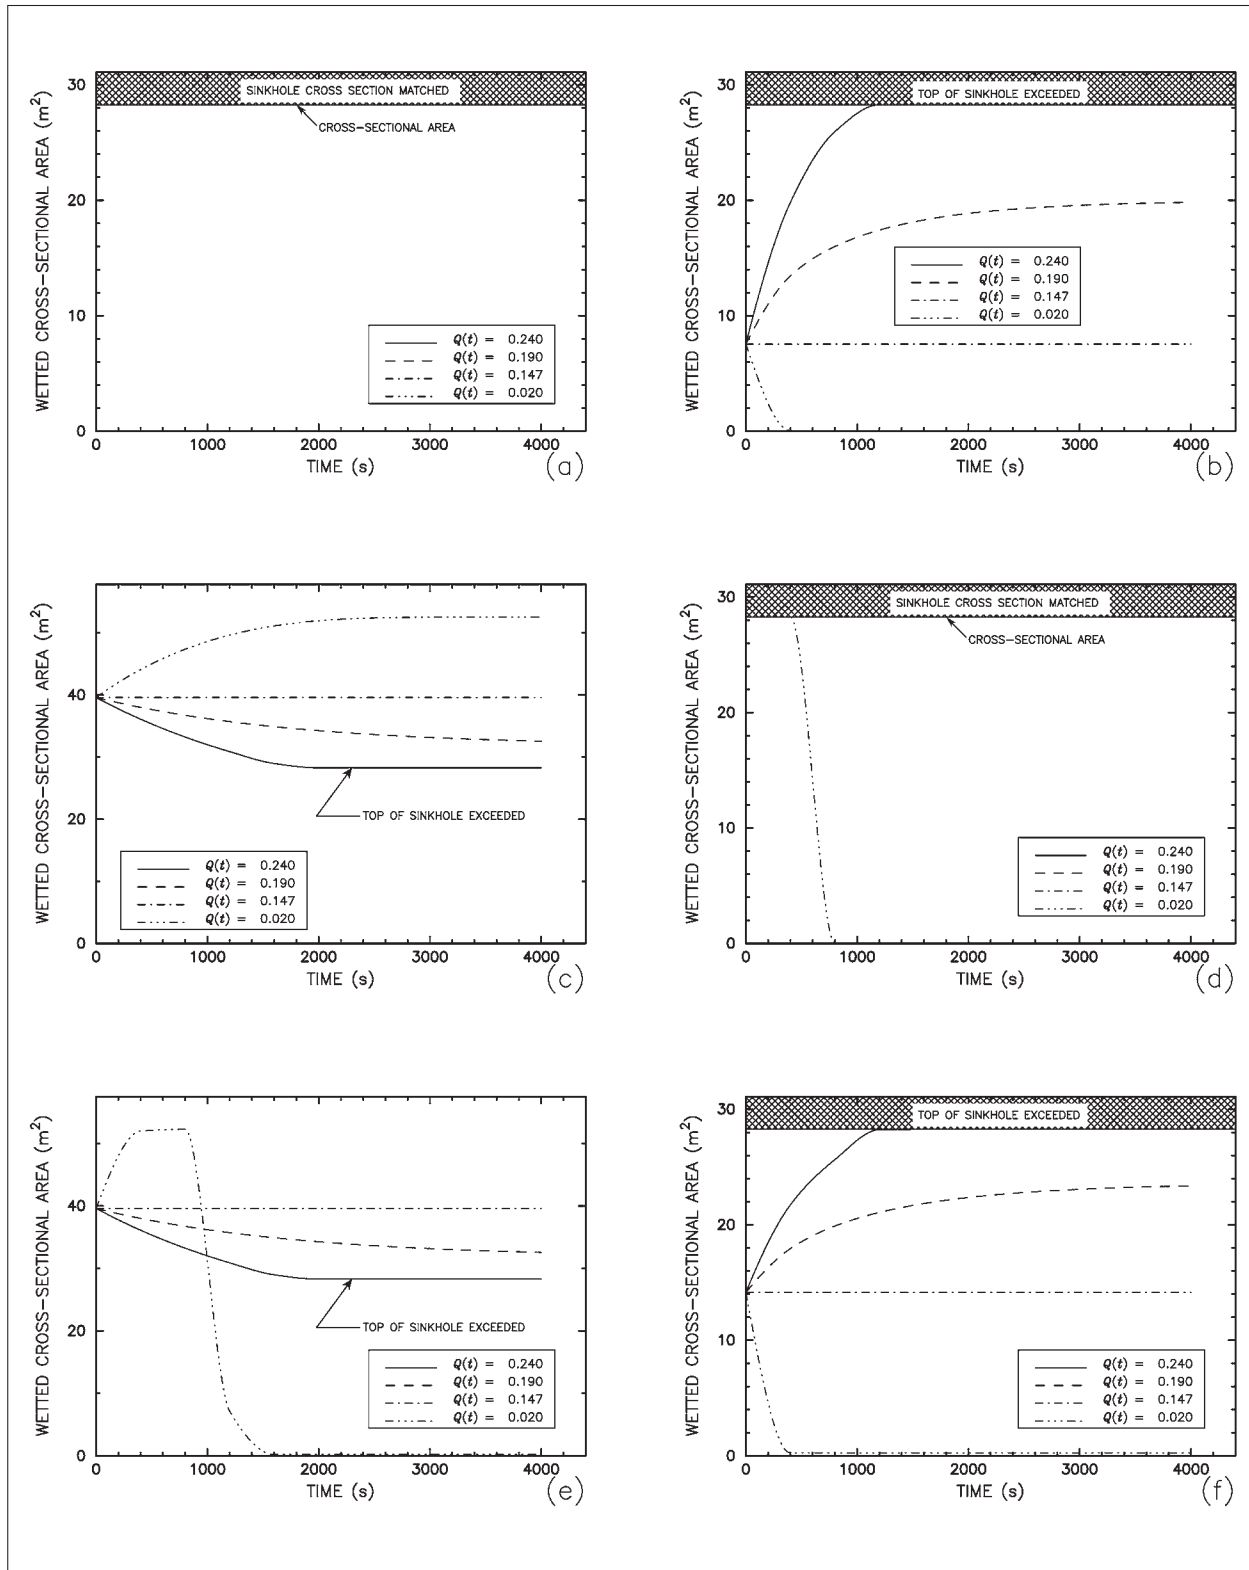 SINKHOLE CROSS SECTION MATCHED
CROSS-SECTIONAL AREA
WETTED CROSS-SECTIONAL AREA (m²)
30
20
10
0
Q(t) = 0.240
Q(t) = 0.190
Q(t) = 0.147
Q(t) = 0.020
0 1000 2000 3000 4000
TIME (s)
(a)
TOP OF SINKHOLE EXCEEDED
WETTED CROSS-SECTIONAL AREA (m²)
30
20
10
0
Q(t) = 0.240
Q(t) = 0.190
Q(t) = 0.147
Q(t) = 0.020
0 1000 2000 3000 4000
TIME (s)
(b)
WETTED CROSS-SECTIONAL AREA (m²)
40
20
0
TOP OF SINKHOLE EXCEEDED
Q(t) = 0.240
Q(t) = 0.190
Q(t) = 0.147
Q(t) = 0.020
0 1000 2000 3000 4000
TIME (s)
(c)
SINKHOLE CROSS SECTION MATCHED
CROSS-SECTIONAL AREA
WETTED CROSS-SECTIONAL AREA (m²)
30
20
10
0
Q(t) = 0.240
Q(t) = 0.190
Q(t) = 0.147
Q(t) = 0.020
0 1000 2000 3000 4000
TIME (s)
(d)
WETTED CROSS-SECTIONAL AREA (m²)
40
20
0
TOP OF SINKHOLE EXCEEDED
Q(t) = 0.240
Q(t) = 0.190
Q(t) = 0.147
Q(t) = 0.020
0 1000 2000 3000 4000
TIME (s)
(e)
TOP OF SINKHOLE EXCEEDED
WETTED CROSS-SECTIONAL AREA (m²)
30
20
10
0
Q(t) = 0.240
Q(t) = 0.190
Q(t) = 0.147
Q(t) = 0.020
0 1000 2000 3000 4000
TIME (s)
(f)